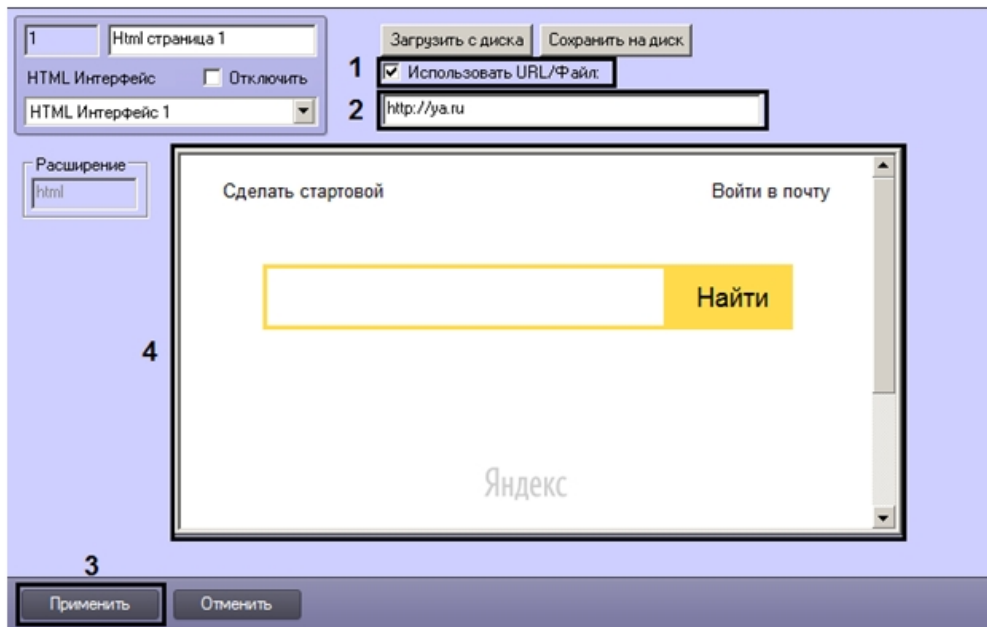 1
Html страница 1
Загрузить с диска
Сохранить на диск
HTML Интерфейс
Отключить
1
Использовать URL/Файл:
HTML Интерфейс 1
2
http://ya.ru
Расширение
html
Сделать стартовой
Войти в почту
Найти
4
Яндекс
3
Применить
Отменить